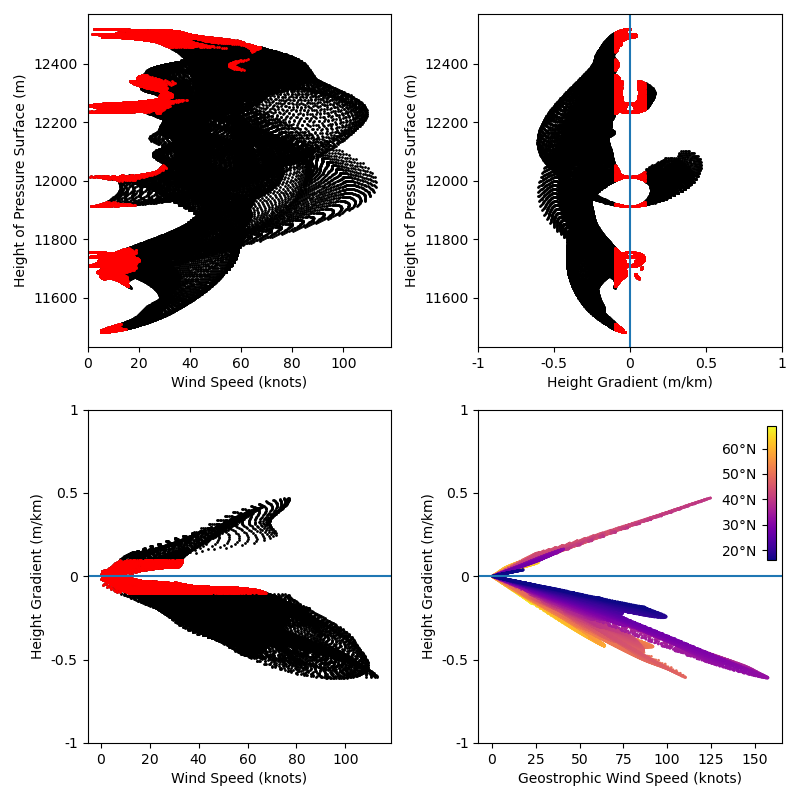 Height of Pressure Surface (m)
12400
12200
12000
11800
11600
0 20 40 60 80 100
Wind Speed (knots)
Height of Pressure Surface (m)
12400
12200
12000
11800
11600
-1 -0.5 0 0.5 1
Height Gradient (m/km)
Height Gradient (m/km)
1
0.5
0
-0.5
-1
0 20 40 60 80 100
Wind Speed (knots)
Height Gradient (m/km)
1
0.5
0
-0.5
-1
60°N
50°N
40°N
30°N
20°N
0 25 50 75 100 125 150
Geostrophic Wind Speed (knots)